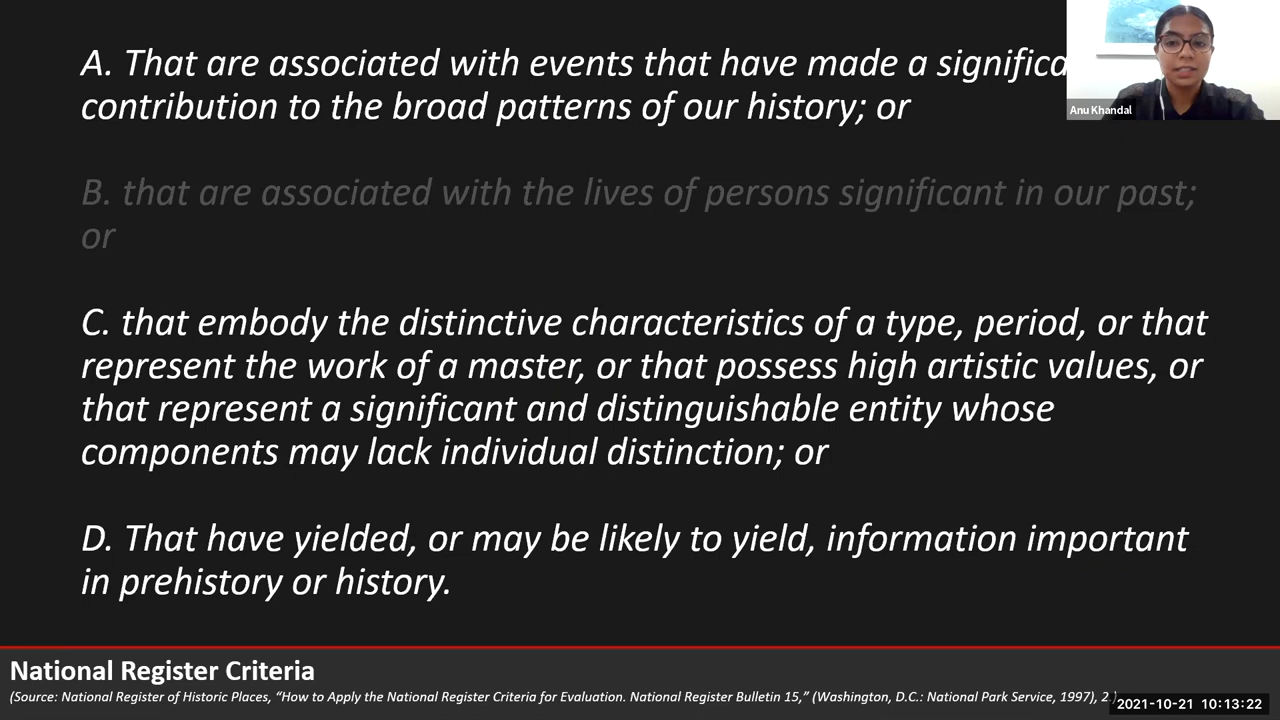 A. That are associated with events that have made a significa
contribution to the broad patterns of our history; or
B. that are associated with the lives of persons significant in our past;
or
C. that embody the distinctive characteristics of a type, period, or that
represent the work of a master, or that possess high artistic values, or
that represent a significant and distinguishable entity whose
components may lack individual distinction; or
D. That have yielded, or may be likely to yield, information important
in prehistory or history.
Anu Khandal
National Register Criteria
(Source: National Register of Historic Places, “How to Apply the National Register Criteria for Evaluation. National Register Bulletin 15,” (Washington, D.C.: National Park Service, 1997), 2.)
2021-10-21 10:13:22